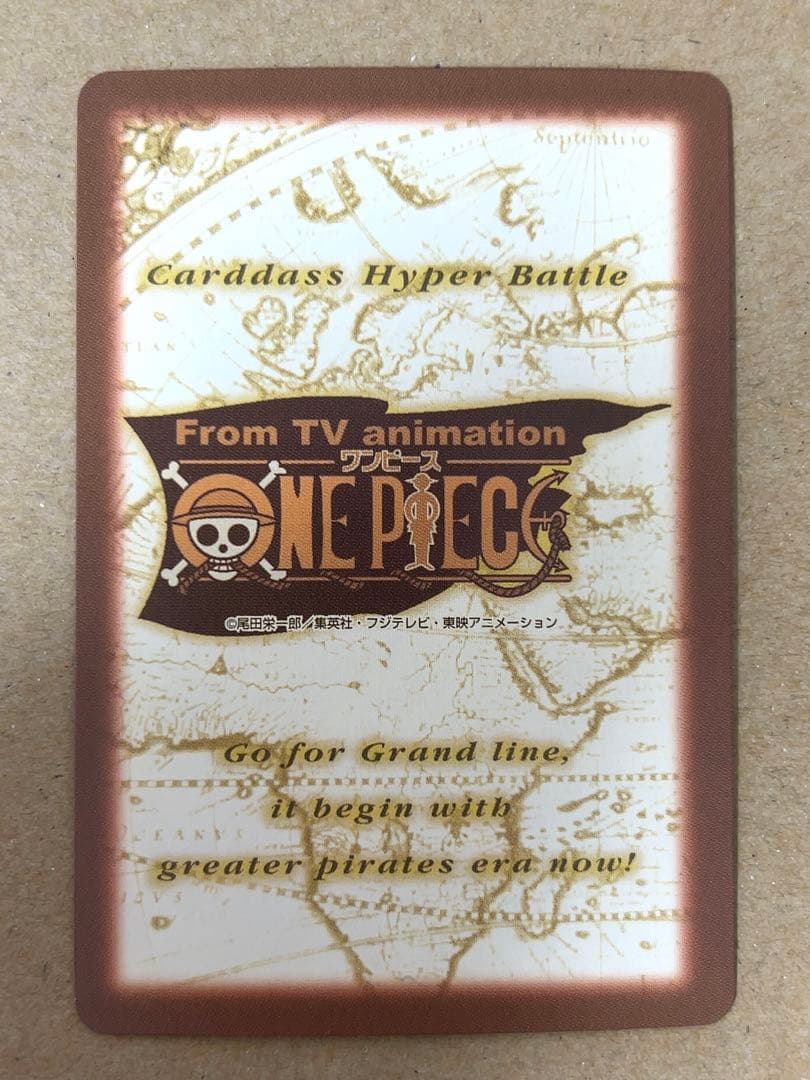 Septentrio
Carddass Hyper Battle
From TV animation
ワンピース
ONE PIECE
©尾田栄一郎／集英社・フジテレビ・東映アニメーション
Go for Grand line,
it begin with
OCEANVS
greater pirates era now!